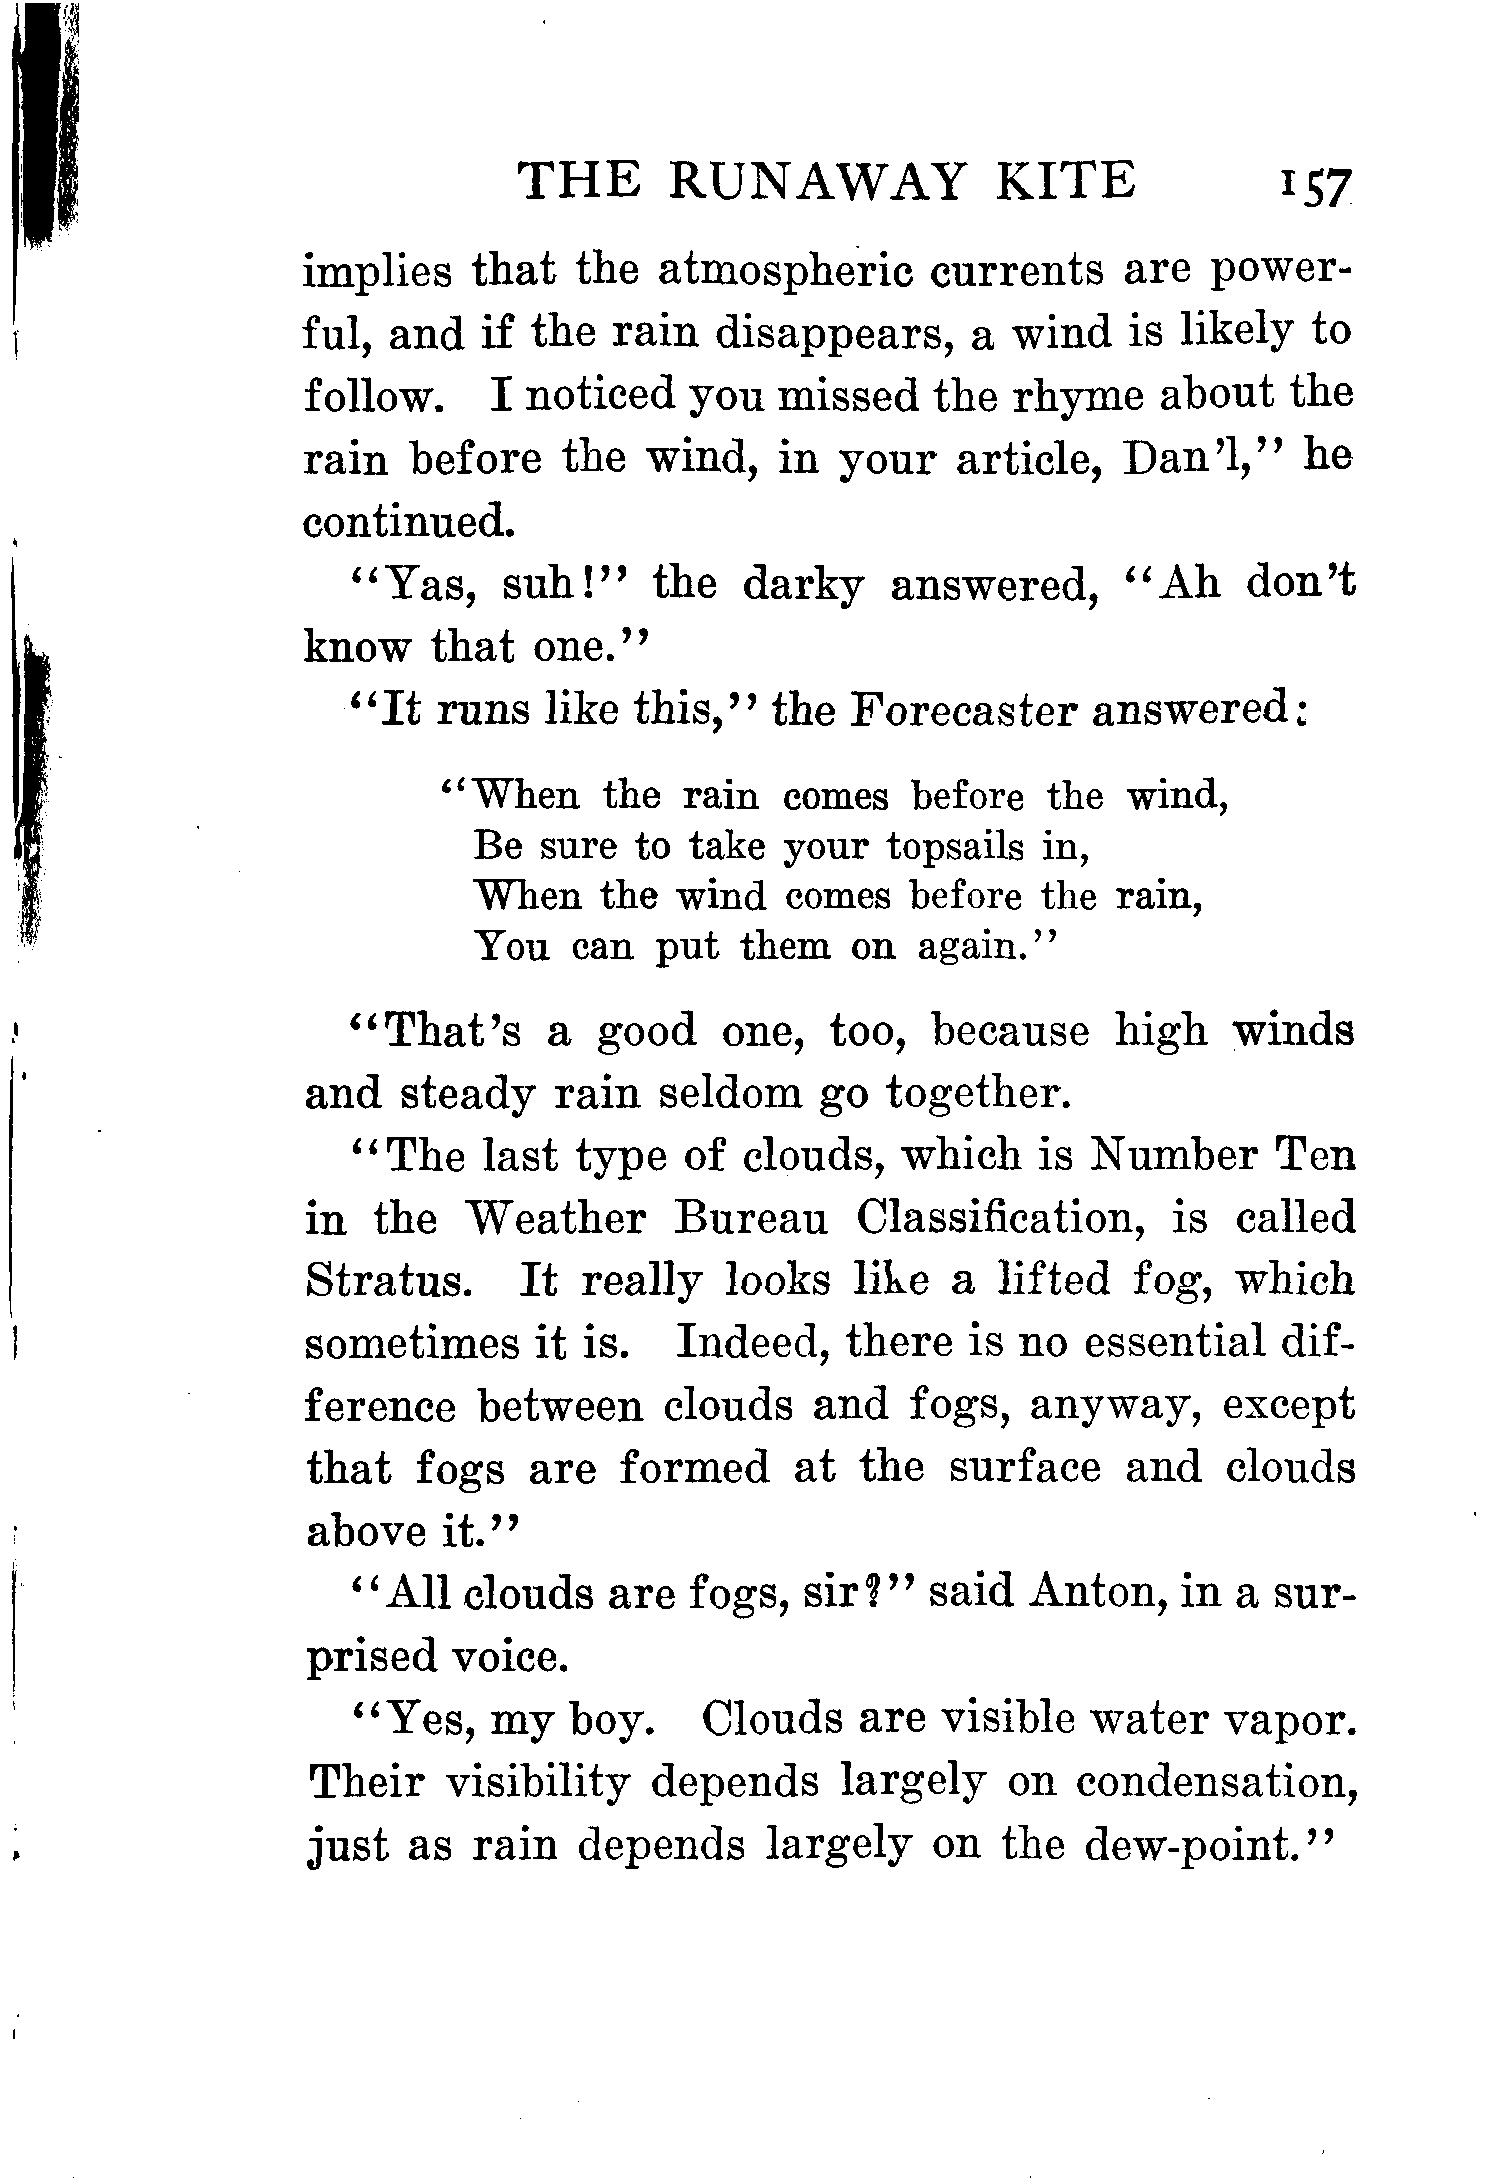 THE RUNAWAY KITE 157
implies that the atmospheric currents are power-
ful, and if the rain disappears, a wind is likely to
follow. I noticed you missed the rhyme about the
rain before the wind, in your article, Dan'l,'' he
continued.
''Yas, suh!'' the darky answered, ''Ah don't
know that one.''
''It runs like this,'' the Forecaster answered:
''When the rain comes before the wind,
Be sure to take your topsails in,
When the wind comes before the rain,
You can put them on again.''
''That's a good one, too, because high winds
and steady rain seldom go together.
''The last type of clouds, which is Number Ten
in the Weather Bureau Classification, is called
Stratus. It really looks like a lifted fog, which
sometimes it is. Indeed, there is no essential dif-
ference between clouds and fogs, anyway, except
that fogs are formed at the surface and clouds
above it.''
''All clouds are fogs, sir?'' said Anton, in a sur-
prised voice.
''Yes, my boy. Clouds are visible water vapor.
Their visibility depends largely on condensation,
just as rain depends largely on the dew-point.''